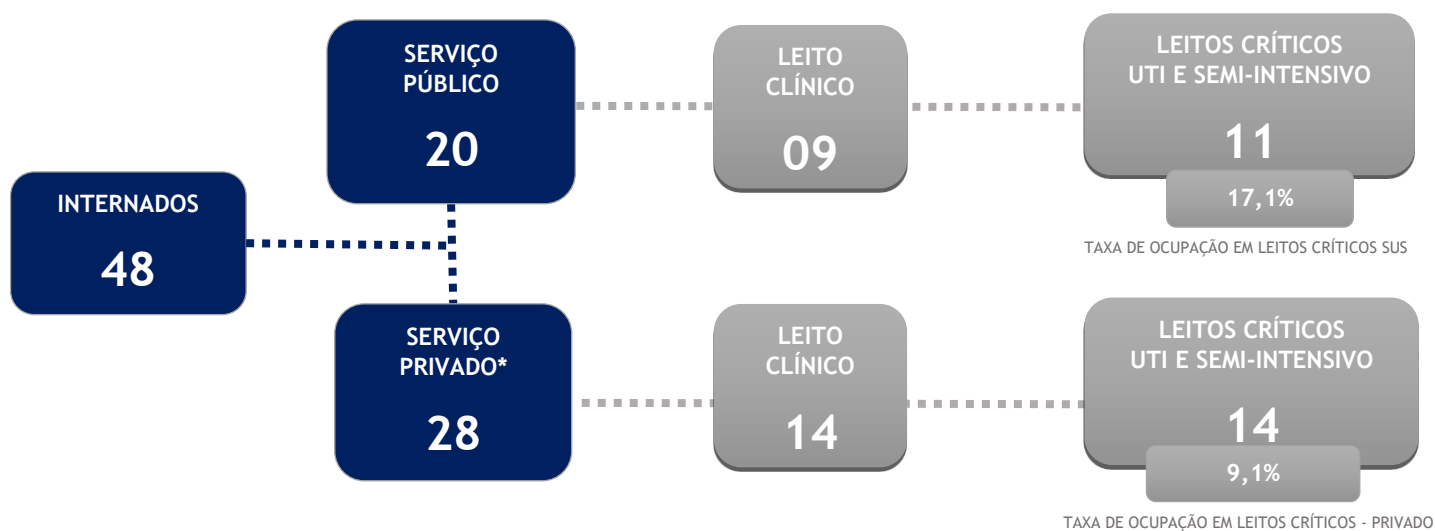 INTERNADOS
48
SERVIÇO
PÚBLICO
20
LEITO
CLÍNICO
09
LEITOS CRÍTICOS
UTI E SEMI-INTENSIVO
11
17,1%
TAXA DE OCUPAÇÃO EM LEITOS CRÍTICOS SUS
SERVIÇO
PRIVADO*
28
LEITO
CLÍNICO
14
LEITOS CRÍTICOS
UTI E SEMI-INTENSIVO
14
9,1%
TAXA DE OCUPAÇÃO EM LEITOS CRÍTICOS - PRIVADO